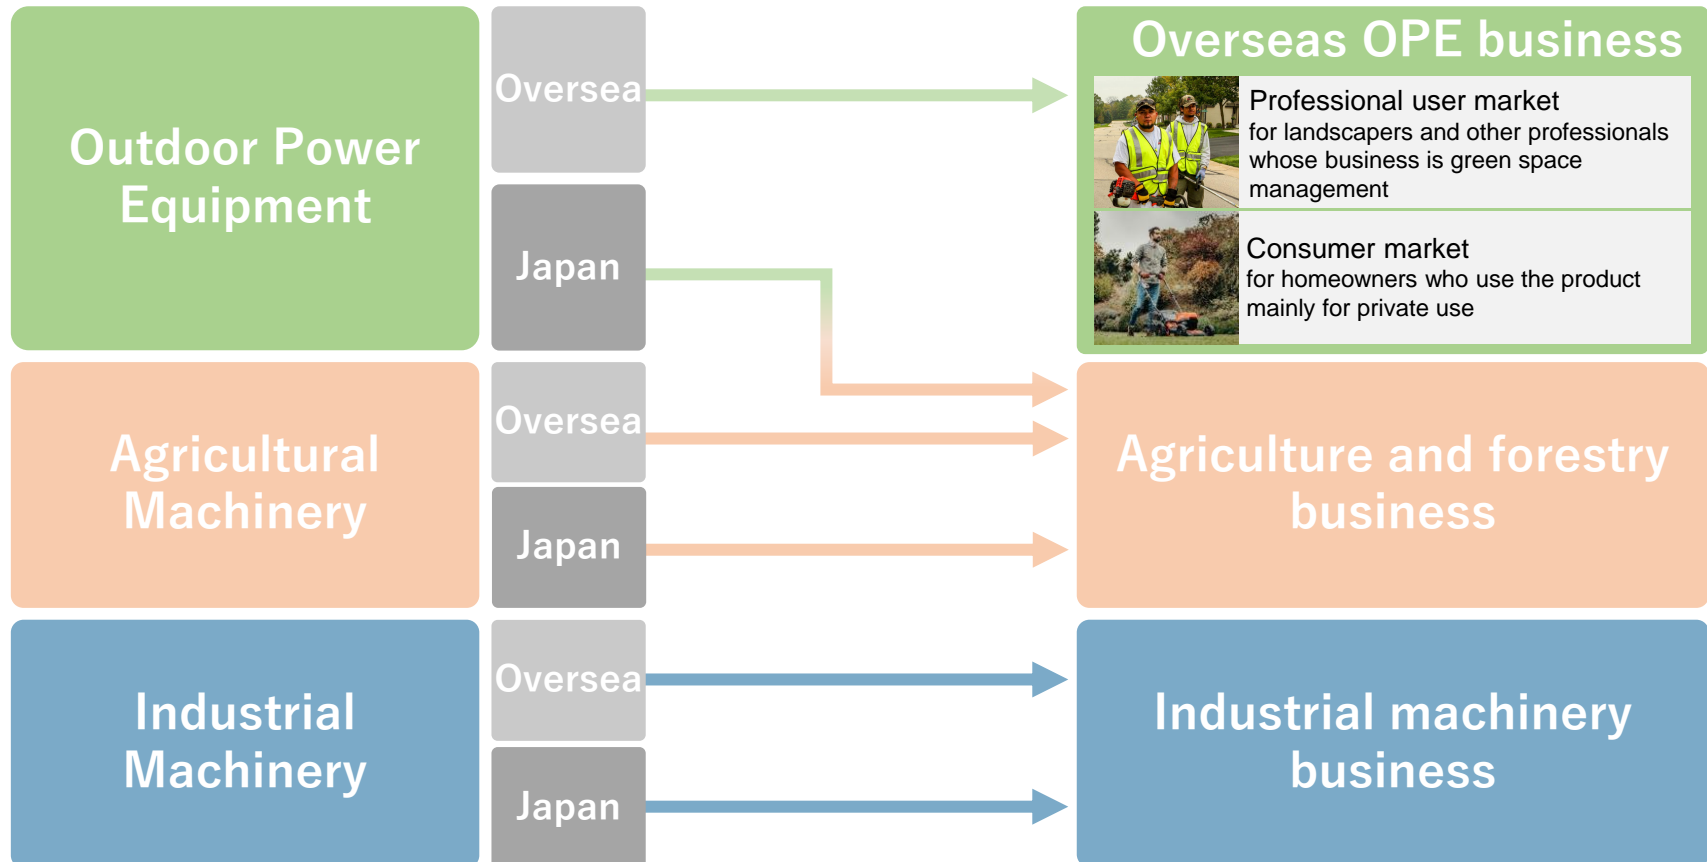 Outdoor Power
Equipment
Oversea
Japan
Overseas OPE business
Professional user market
for landscapers and other professionals
whose business is green space
management
Consumer market
for homeowners who use the product
mainly for private use
Agricultural
Machinery
Oversea
Japan
Agriculture and forestry
business
Industrial
Machinery
Oversea
Japan
Industrial machinery
business